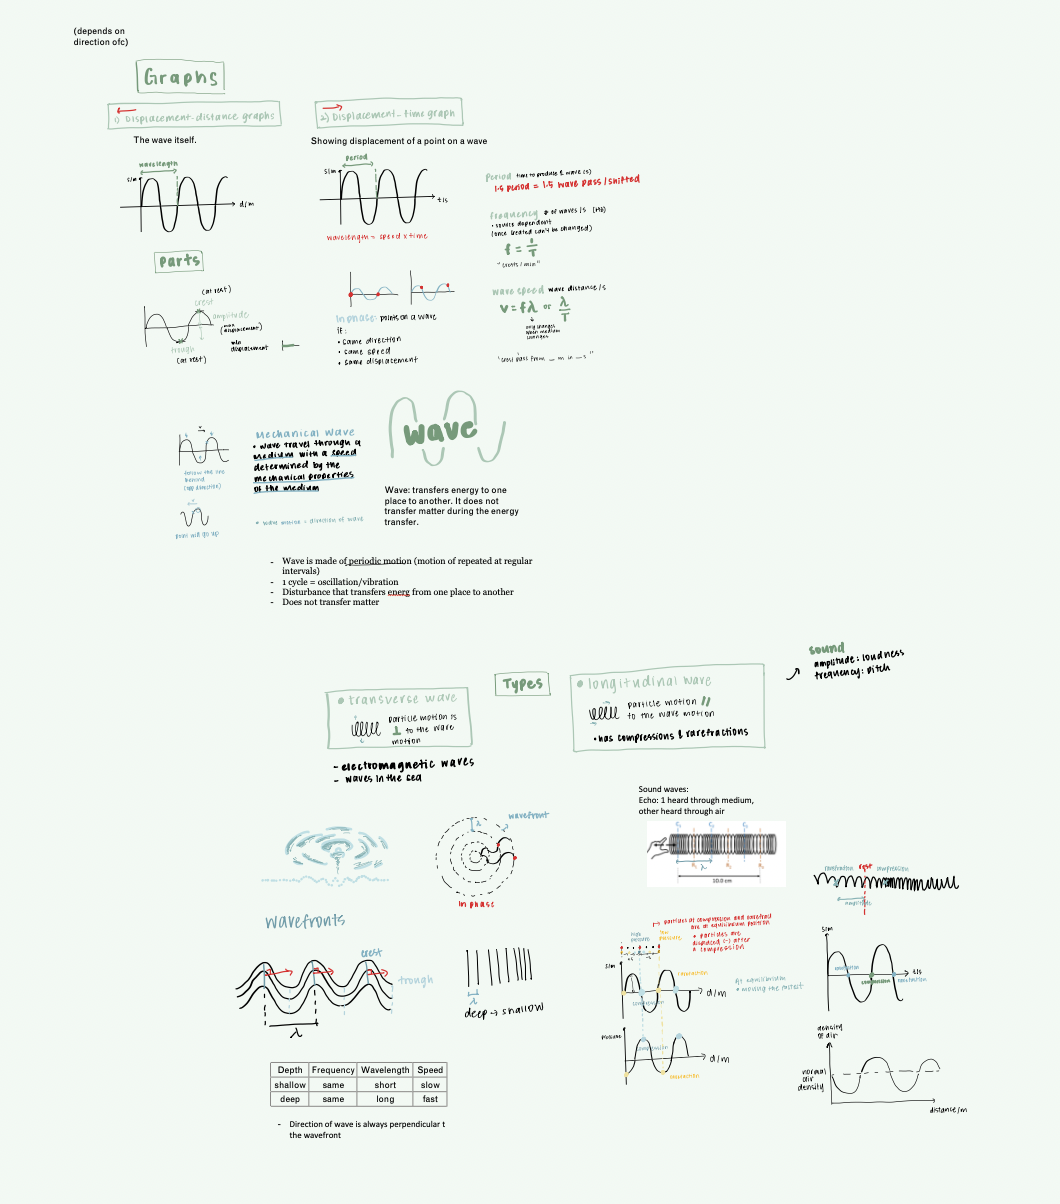 (depends on
direction ofc)
Graphs
1) Displacement-distance graphs
The wave itself.
wavelength
s/m
d/m
2) Displacement-time graph
Showing displacement of a point on a wave
Period
s/m
t/s
wavelength = speed x time
Period time to produce 1 wave (s)
1.5 period = 1.5 wave pass/shifted
frequency # of waves/s (Hz)
• source dependent
(once created can't be changed)
f = 1/T
"crests/min"
wave speed wave distance/s
v = fλ or λ/T
only changes
when medium
changes
"crest pass from _ m in _ s"
Parts
(at rest)
crest
amplitude
(max
displacement)
min
displacement
trough
(at rest)
In phase: points on a wave
if:
• same direction
• same speed
• same displacement
follow the one
behind
(opp direction)
point will go up
Mechanical Wave
• wave travel through a
medium with a speed
determined by the
mechanical properties
of the medium
• wave motion = direction of wave
wave
Wave: transfers energy to one
place to another. It does not
transfer matter during the energy
transfer.
- Wave is made of periodic motion (motion of repeated at regular
intervals)
- 1 cycle = oscillation/vibration
- Disturbance that transfers energ from one place to another
- Does not transfer matter
sound
amplitude: loudness
frequency: pitch
Types
• transverse wave
particle motion is
⊥ to the wave
motion
- electromagnetic waves
- waves in the sea
• longitudinal wave
particle motion //
to the wave motion
• has compressions & rarefractions
Sound waves:
Echo: 1 heard through medium,
other heard through air
λ
10.0 cm
wavefront
λ
In phase
rarefraction rest compression
amplitude
wavefronts
crest
trough
λ
λ
deep → shallow
particles at compression and rarefract
are at equilibrium position
• particles are
displaced (-) after
a compression
high
pressure
low
pressure
s/m
rarefraction
compression
d/m
At equilibrium
• moving the fastest
pressure
compression
rarefraction
d/m
s/m
t/s
compression
density
of air
normal
air
density
distance/m
Depth Frequency Wavelength Speed
shallow same short slow
deep same long fast
- Direction of wave is always perpendicular t
the wavefront